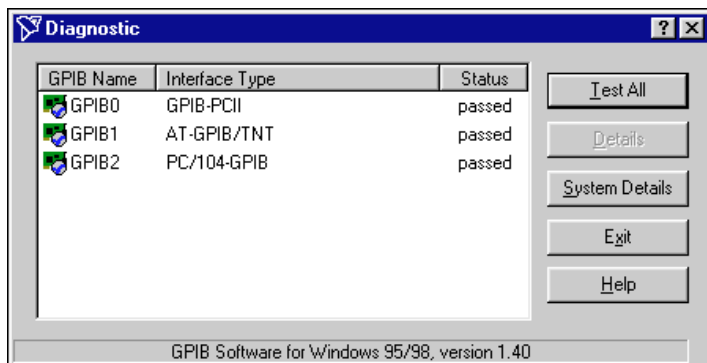 Diagnostic
GPIB Name Interface Type Status
GPIB0 GPIB-PCII passed
GPIB1 AT-GPIB/TNT passed
GPIB2 PC/104-GPIB passed
Test All
Details
System Details
Exit
Help
GPIB Software for Windows 95/98, version 1.40